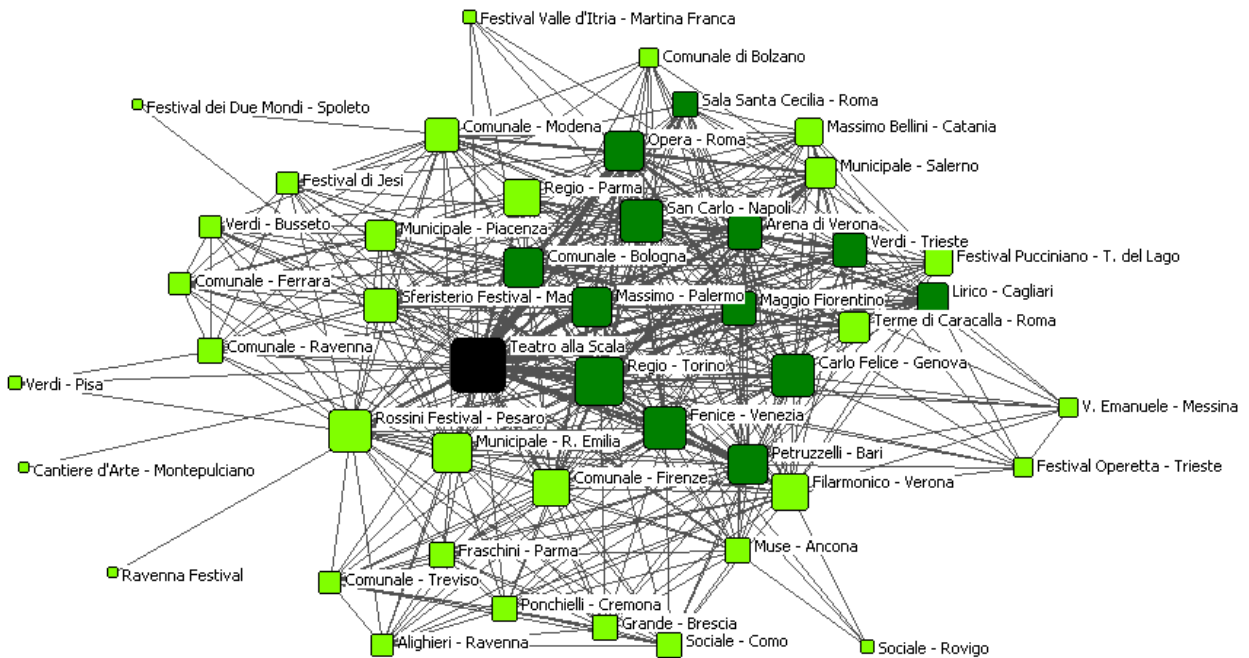 Festival Valle d'Itria - Martina Franca
Comunale di Bolzano
Sala Santa Cecilia - Roma
Festival dei Due Mondi - Spoleto
Comunale - Modena
Massimo Bellini - Catania
Opera - Roma
Municipale - Salerno
Festival di Jesi
Regio - Parma
San Carlo - Napoli
Verdi - Busseto
Municipale - Piacenza
Arena di Verona
Verdi - Trieste
Comunale - Bologna
Festival Pucciniano - T. del Lago
Comunale - Ferrara
Sferisterio Festival - Mac
Massimo - Palermo
Maggio Fiorentino
Lirico - Cagliari
Terme di Caracalla - Roma
Comunale - Ravenna
Teatro alla Scala
Regio - Torino
Carlo Felice - Genova
Verdi - Pisa
Rossini Festival - Pesaro
Fenice - Venezia
V. Emanuele - Messina
Municipale - R. Emilia
Petruzzelli - Bari
Cantiere d'Arte - Montepulciano
Comunale - Firenze
Festival Operetta - Trieste
Filarmonico - Verona
Muse - Ancona
Fraschini - Parma
Ravenna Festival
Comunale - Treviso
Ponchielli - Cremona
Grande - Brescia
Alighieri - Ravenna
Sociale - Como
Sociale - Rovigo